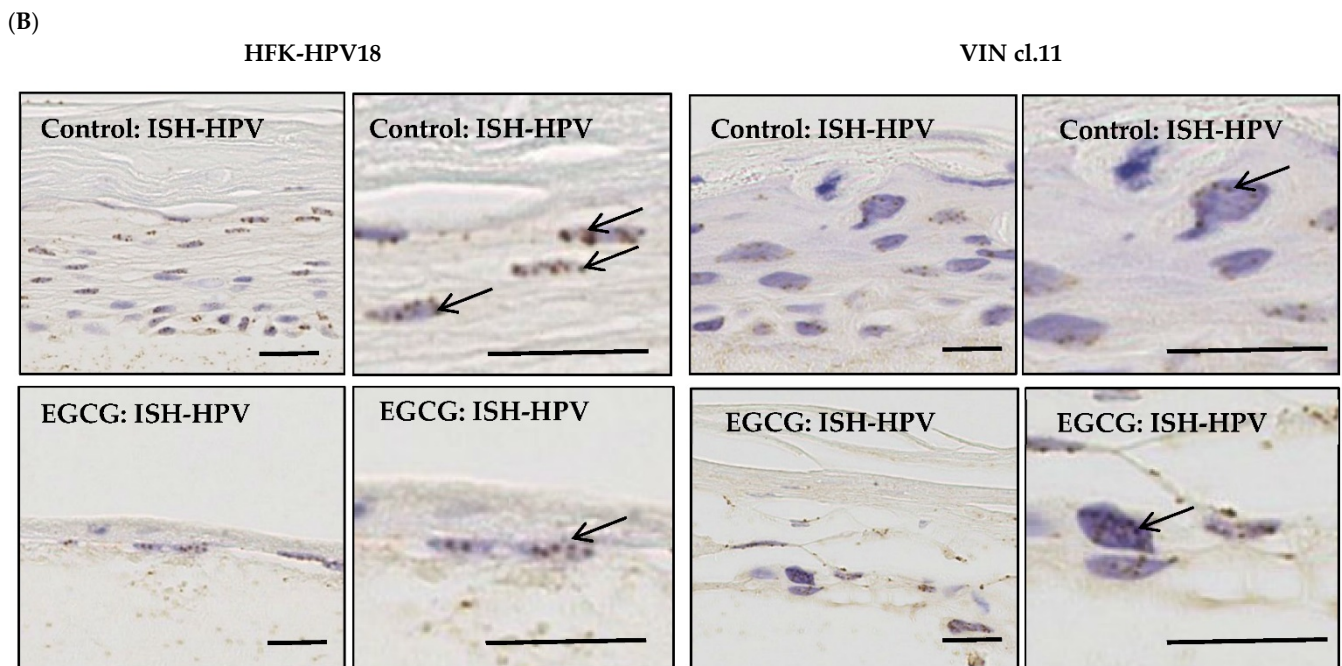 (B)
HFK-HPV18
VIN cl.11
Control: ISH-HPV
Control: ISH-HPV
Control: ISH-HPV
Control: ISH-HPV
EGCG: ISH-HPV
EGCG: ISH-HPV
EGCG: ISH-HPV
EGCG: ISH-HPV